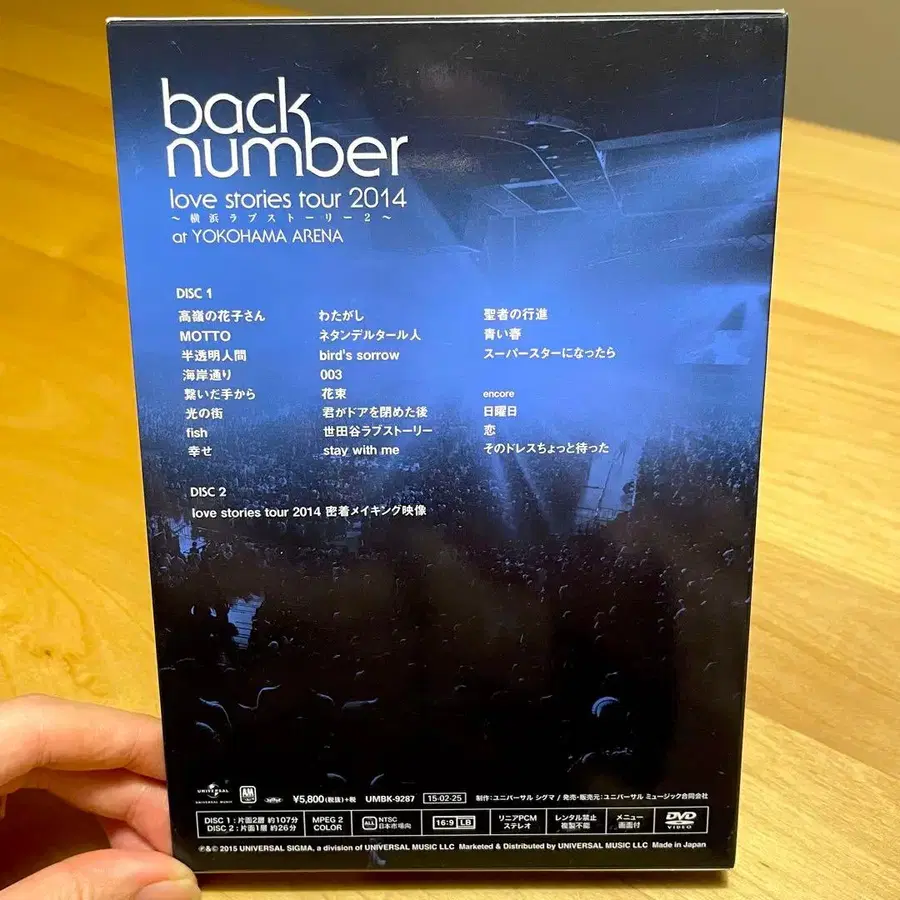 back
number
love stories tour 2014
～横浜ラブストーリー2～
at YOKOHAMA ARENA
DISC 1
高嶺の花子さん
MOTTO
半透明人間
海岸通り
繋いだ手から
光の街
fish
幸せ
わたがし
ネタンデルタール人
bird's sorrow
003
花束
君がドアを閉めた後
世田谷ラブストーリー
stay with me
聖者の行進
青い春
スーパースターになったら
encore
日曜日
恋
そのドレスちょっと待った
DISC 2
love stories tour 2014 密着メイキング映像
UNIVERSAL
UNIVERSAL MUSIC
A&M
¥5,800(税抜)+税
UMBK-9287
15-02-25
制作:ユニバーサル シグマ / 発売・販売元:ユニバーサル ミュージック合同会社
DISC 1 : 片面2層 約107分
DISC 2 : 片面1層 約26分
MPEG 2
COLOR
ALL
NTSC
日本市場向
16:9 LB
リニアPCM
ステレオ
レンタル禁止
複製不能
メニュー
画面付
DVD
VIDEO
℗&© 2015 UNIVERSAL SIGMA, a division of UNIVERSAL MUSIC LLC Marketed & Distributed by UNIVERSAL MUSIC LLC Made in Japan